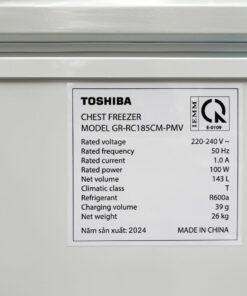 TOSHIBA
CHEST FREEZER
MODEL GR-RC185CM-PMV
Rated voltage 220-240 V ~
Rated frequency 50 Hz
Rated current 1.0 A
Rated power 100 W
Net volume 143 L
Climatic class T
Refrigerant R600a
Charging volume 39 g
Net weight 26 kg
Năm sản xuất: 2024 MADE IN CHINA
IEMM
E-0109